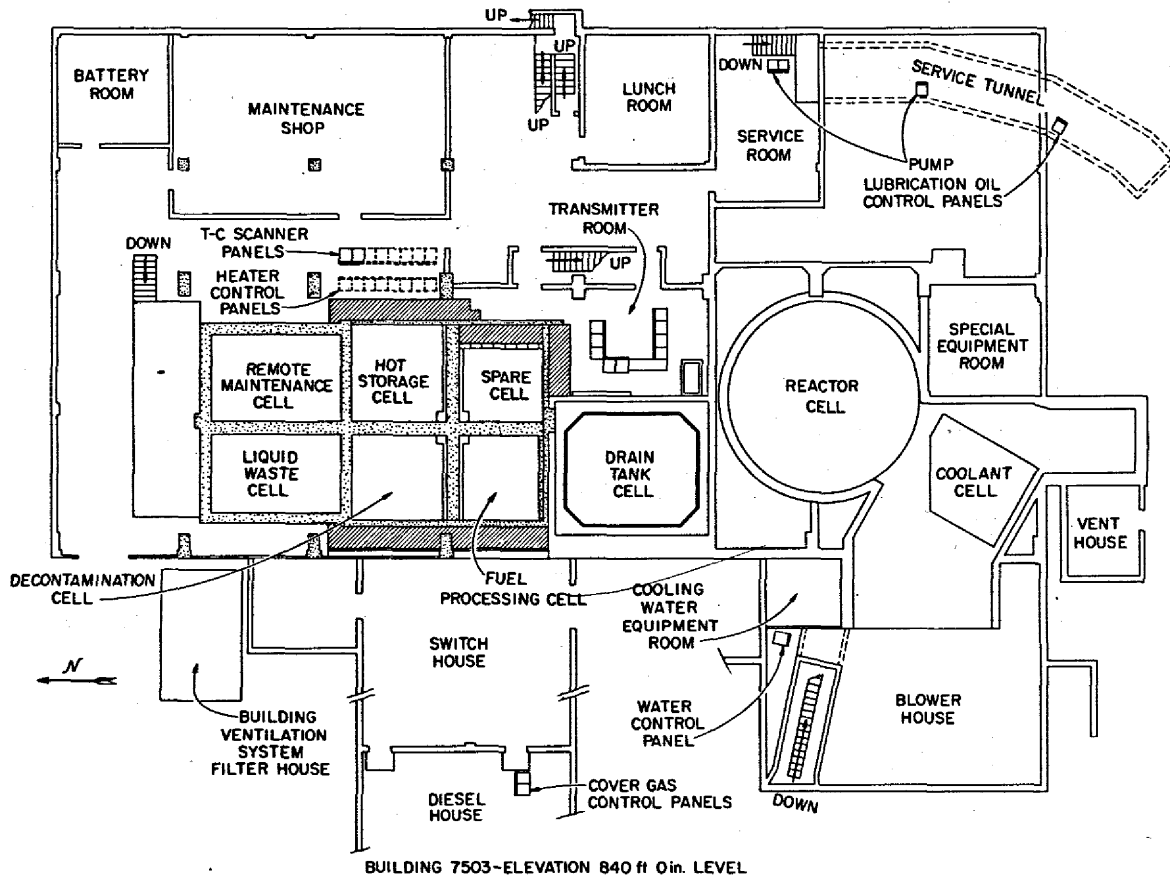 UP
UP
BATTERY
ROOM
MAINTENANCE
SHOP
UP
LUNCH
ROOM
DOWN
SERVICE
ROOM
SERVICE TUNNEL
PUMP
LUBRICATION OIL
CONTROL PANELS
TRANSMITTER
ROOM
DOWN
T-C SCANNER
PANELS
HEATER
CONTROL
PANELS
UP
REMOTE
MAINTENANCE
CELL
HOT
STORAGE
CELL
SPARE
CELL
REACTOR
CELL
SPECIAL
EQUIPMENT
ROOM
LIQUID
WASTE
CELL
DRAIN
TANK
CELL
COOLANT
CELL
VENT
HOUSE
DECONTAMINATION
CELL
FUEL
PROCESSING CELL
COOLING
WATER
EQUIPMENT
ROOM
SWITCH
HOUSE
N
BUILDING
VENTILATION
SYSTEM
FILTER HOUSE
WATER
CONTROL
PANEL
BLOWER
HOUSE
DIESEL
HOUSE
COVER GAS
CONTROL PANELS
DOWN
BUILDING 7503-ELEVATION 840 ft 0 in. LEVEL